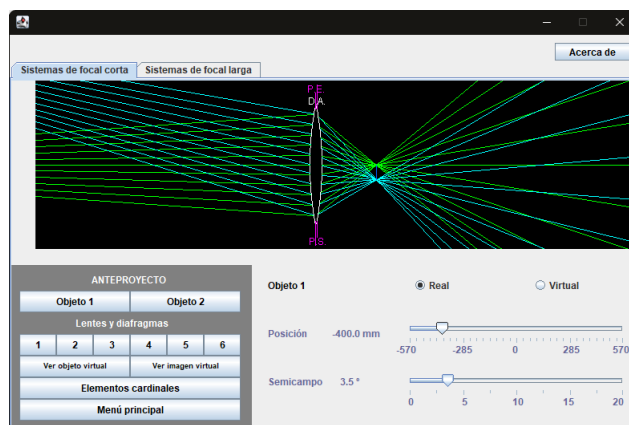 Acerca de
Sistemas de focal corta Sistemas de focal larga
P.E.
D.A.
P.S.
ANTEPROYECTO
Objeto 1 Objeto 2
Lentes y diafragmas
1 2 3 4 5 6
Ver objeto virtual Ver imagen virtual
Elementos cardinales
Menú principal
Objeto 1 Real Virtual
Posición -400.0 mm
-570 -285 0 285 570
Semicampo 3.5 °
0 5 10 15 20